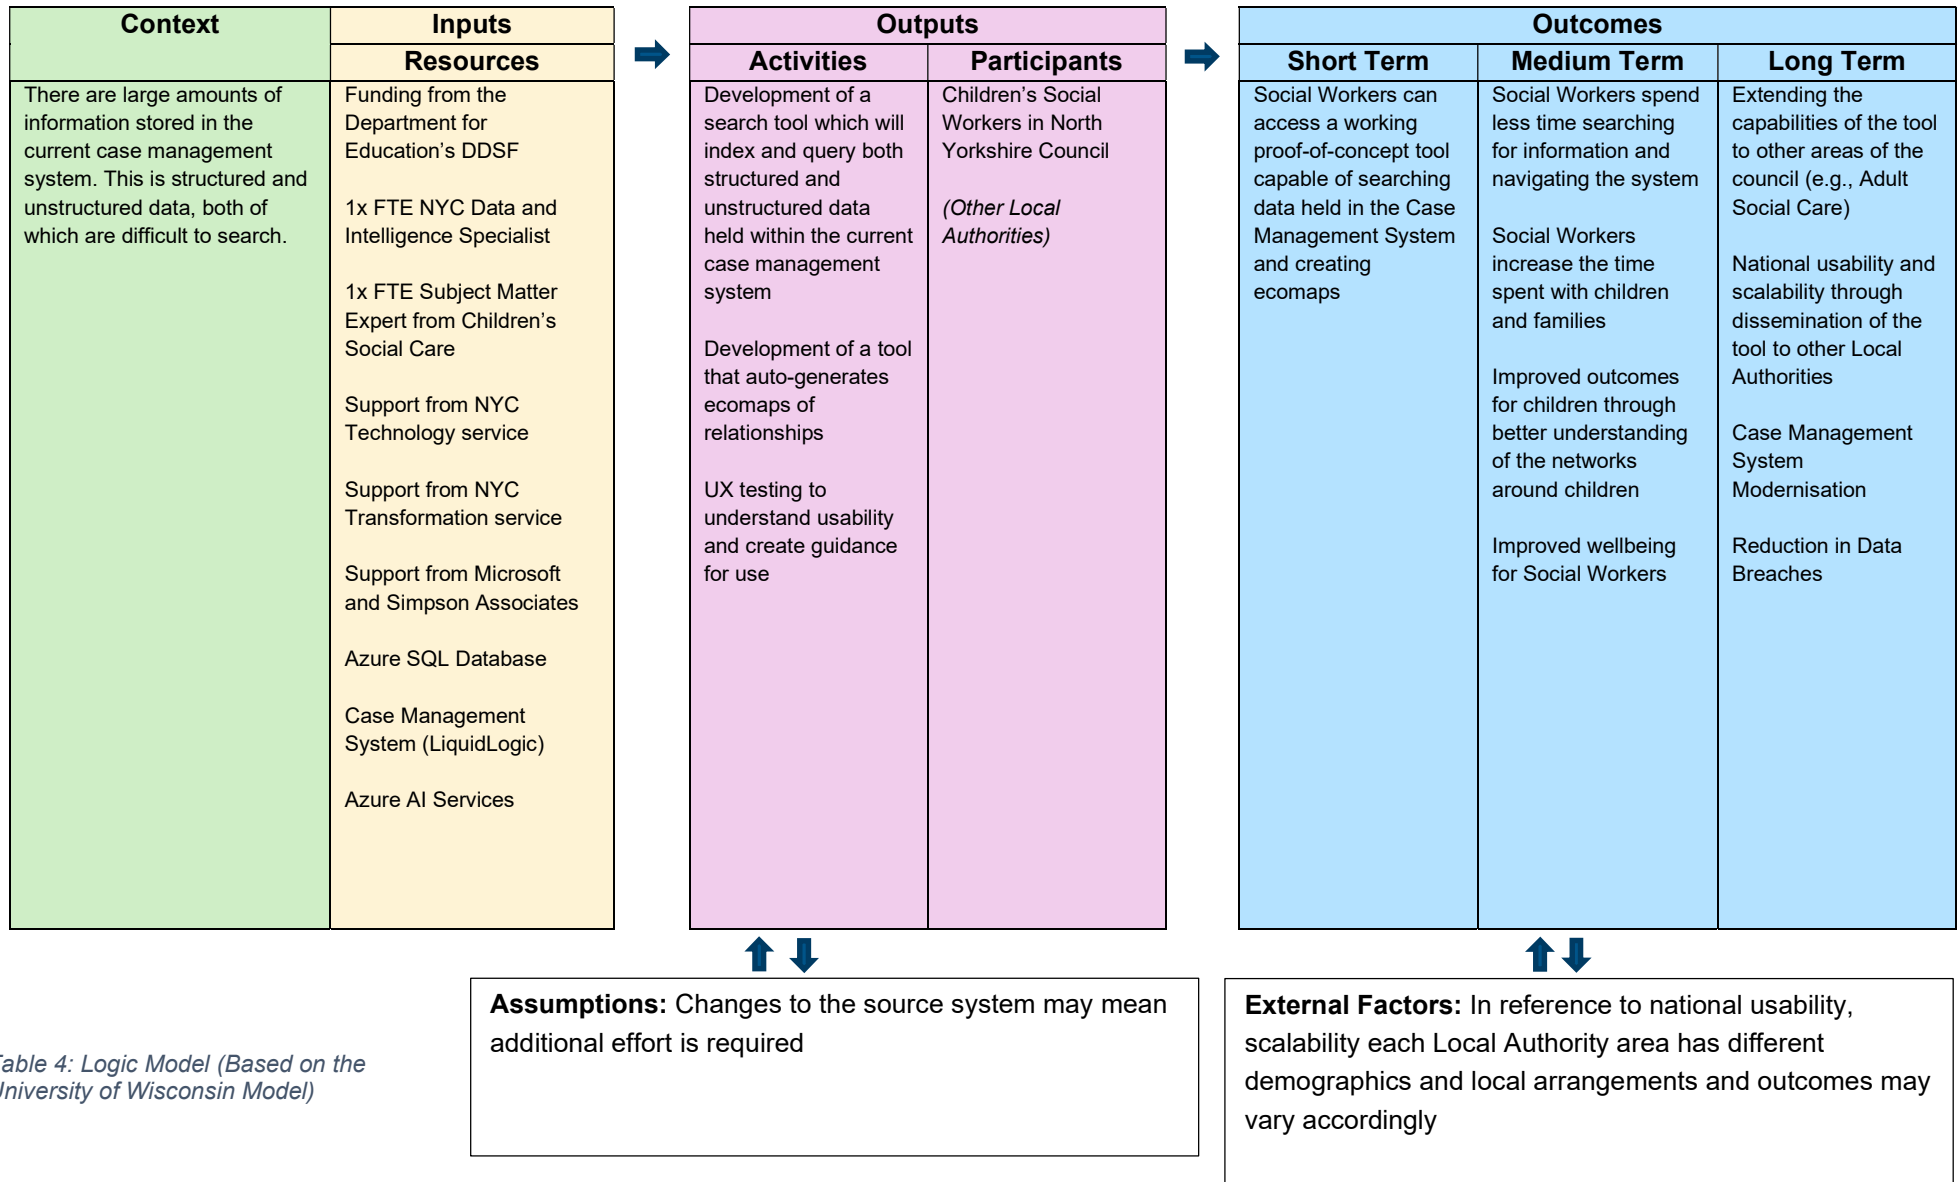 Context
There are large amounts of
information stored in the
current case management
system. This is structured and
unstructured data, both of
which are difficult to search.
Inputs
Resources
Funding from the
Department for
Education’s DDSF
1x FTE NYC Data and
Intelligence Specialist
1x FTE Subject Matter
Expert from Children’s
Social Care
Support from NYC
Technology service
Support from NYC
Transformation service
Support from Microsoft
and Simpson Associates
Azure SQL Database
Case Management
System (LiquidLogic)
Azure AI Services
Outputs
Activities
Development of a
search tool which will
index and query both
structured and
unstructured data
held within the current
case management
system
Development of a tool
that auto-generates
ecomaps of
relationships
UX testing to
understand usability
and create guidance
for use
Participants
Children’s Social
Workers in North
Yorkshire Council
(Other Local
Authorities)
Outcomes
Short Term
Social Workers can
access a working
proof-of-concept tool
capable of searching
data held in the Case
Management System
and creating
ecomaps
Medium Term
Social Workers spend
less time searching
for information and
navigating the system
Social Workers
increase the time
spent with children
and families
Improved outcomes
for children through
better understanding
of the networks
around children
Improved wellbeing
for Social Workers
Long Term
Extending the
capabilities of the tool
to other areas of the
council (e.g., Adult
Social Care)
National usability and
scalability through
dissemination of the
tool to other Local
Authorities
Case Management
System
Modernisation
Reduction in Data
Breaches
Assumptions: Changes to the source system may mean
additional effort is required
External Factors: In reference to national usability,
scalability each Local Authority area has different
demographics and local arrangements and outcomes may
vary accordingly
Table 4: Logic Model (Based on the
University of Wisconsin Model)